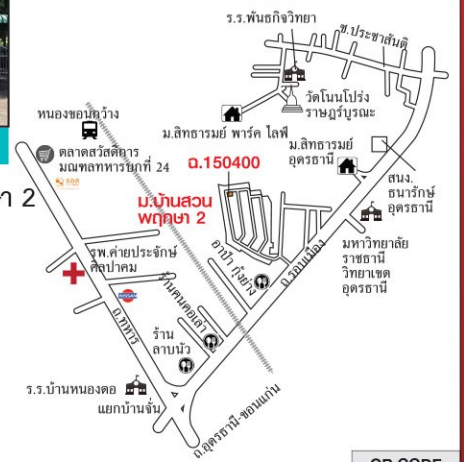 ร.ร.พันธกิจวิทยา
ซ.ประชาสันติ
วัดโนนโปร่ง
ราษฎร์บูรณะ
หนองขอนกว้าง
ม.สิทธารมย์ พาร์ค ไลฟ์
ตลาดสวัสดิการ
มณฑลทหารบกที่ 24
ฉ.150400
ม.สิทธารมย์
อุดรธานี
สนง.
ธนารักษ์
อุดรธานี
า 2
ม.บ้านสวน
พฤกษา 2
รพ.ค่ายประจักษ์
ศิลปาคม
อาป๋า กุ้งย่าง
ถ.รอบเมือง
มหาวิทยาลัย
ราชธานี
วิทยาเขต
อุดรธานี
NISSAN
ร้านคนคอเล่า
ถ.ทหาร
ร้าน
ลาบนัว
ร.ร.บ้านหนองตอ
แยกบ้านจั่น
ถ.อุดรธานี-ขอนแก่น
QR CODE